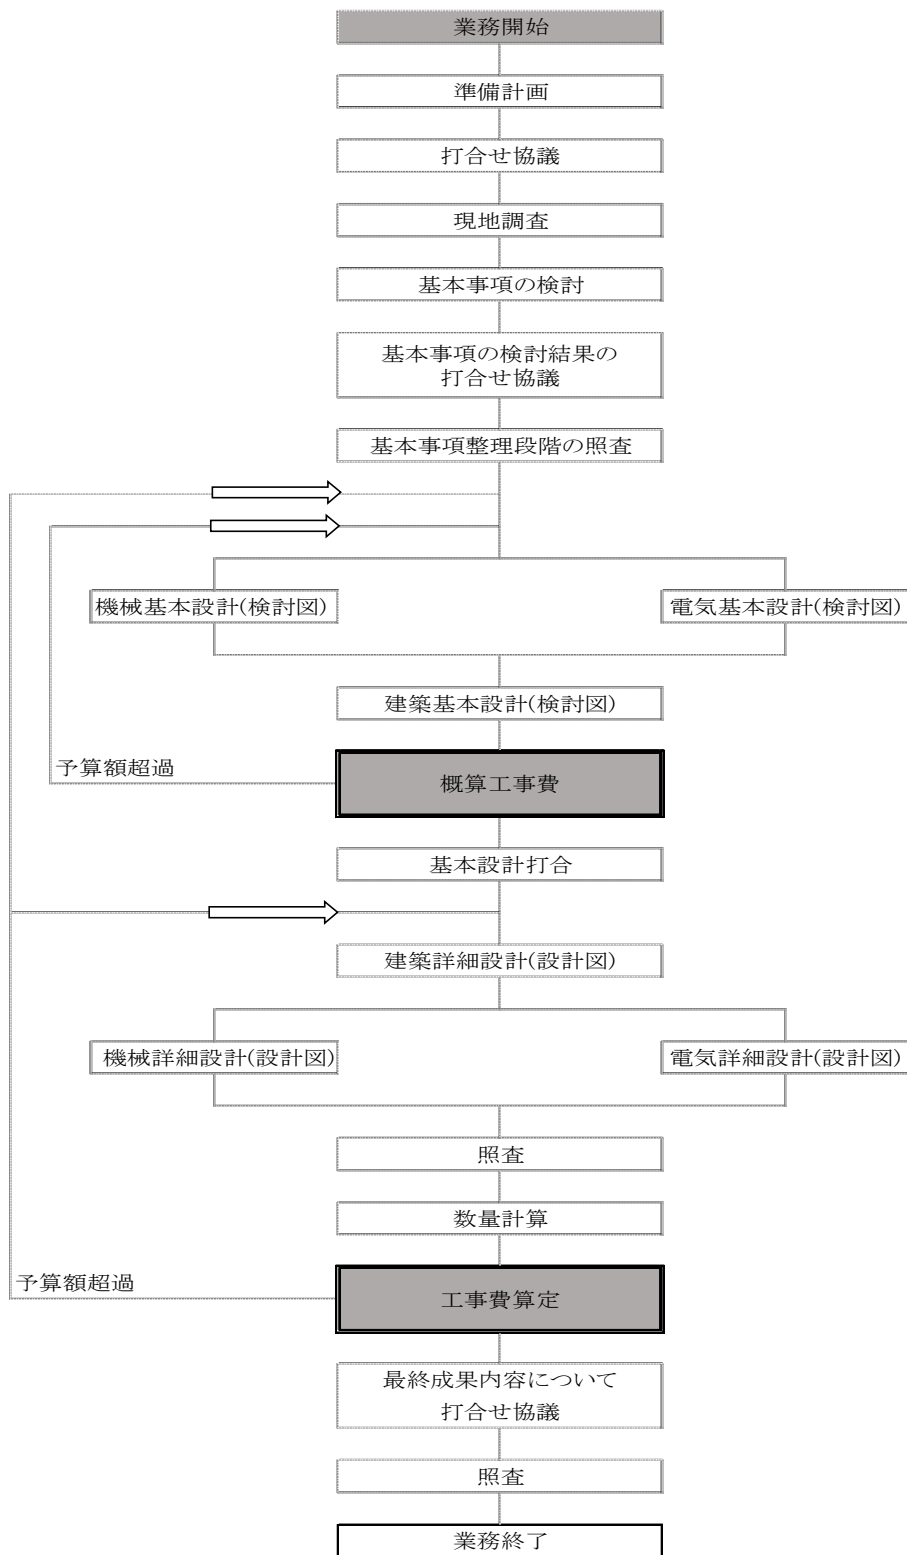 業務開始
準備計画
打合せ協議
現地調査
基本事項の検討
基本事項の検討結果の
打合せ協議
基本事項整理段階の照査
機械基本設計(検討図)
電気基本設計(検討図)
建築基本設計(検討図)
予算額超過
概算工事費
基本設計打合
建築詳細設計(設計図)
機械詳細設計(設計図)
電気詳細設計(設計図)
照査
数量計算
予算額超過
工事費算定
最終成果内容について
打合せ協議
照査
業務終了